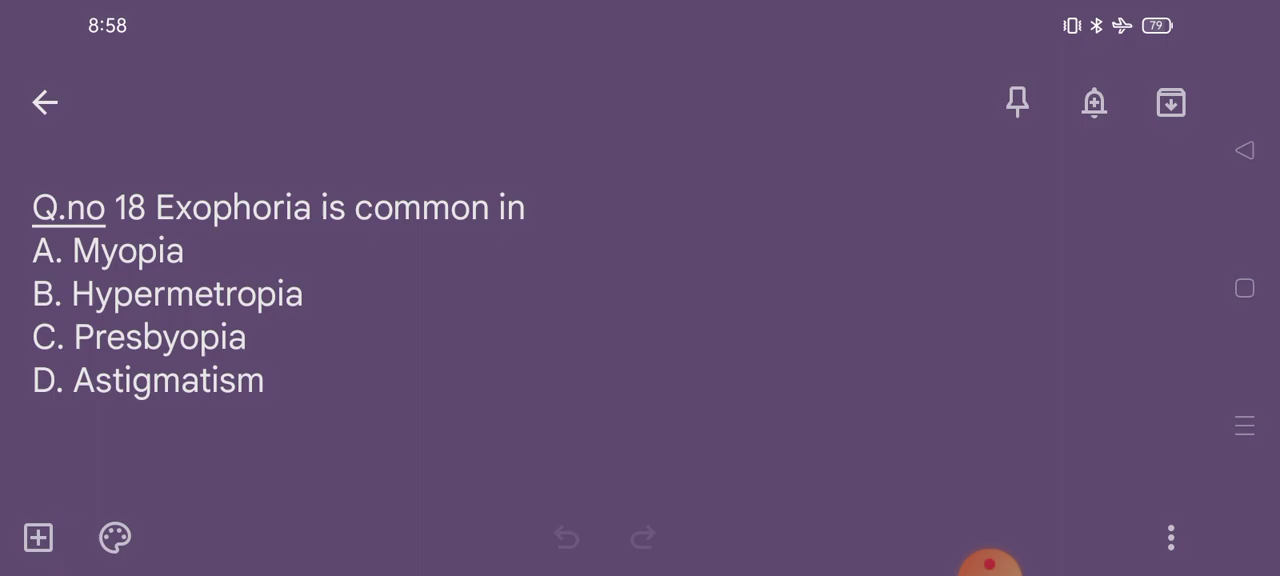 8:58
79
Q.no 18 Exophoria is common in
A. Myopia
B. Hypermetropia
C. Presbyopia
D. Astigmatism